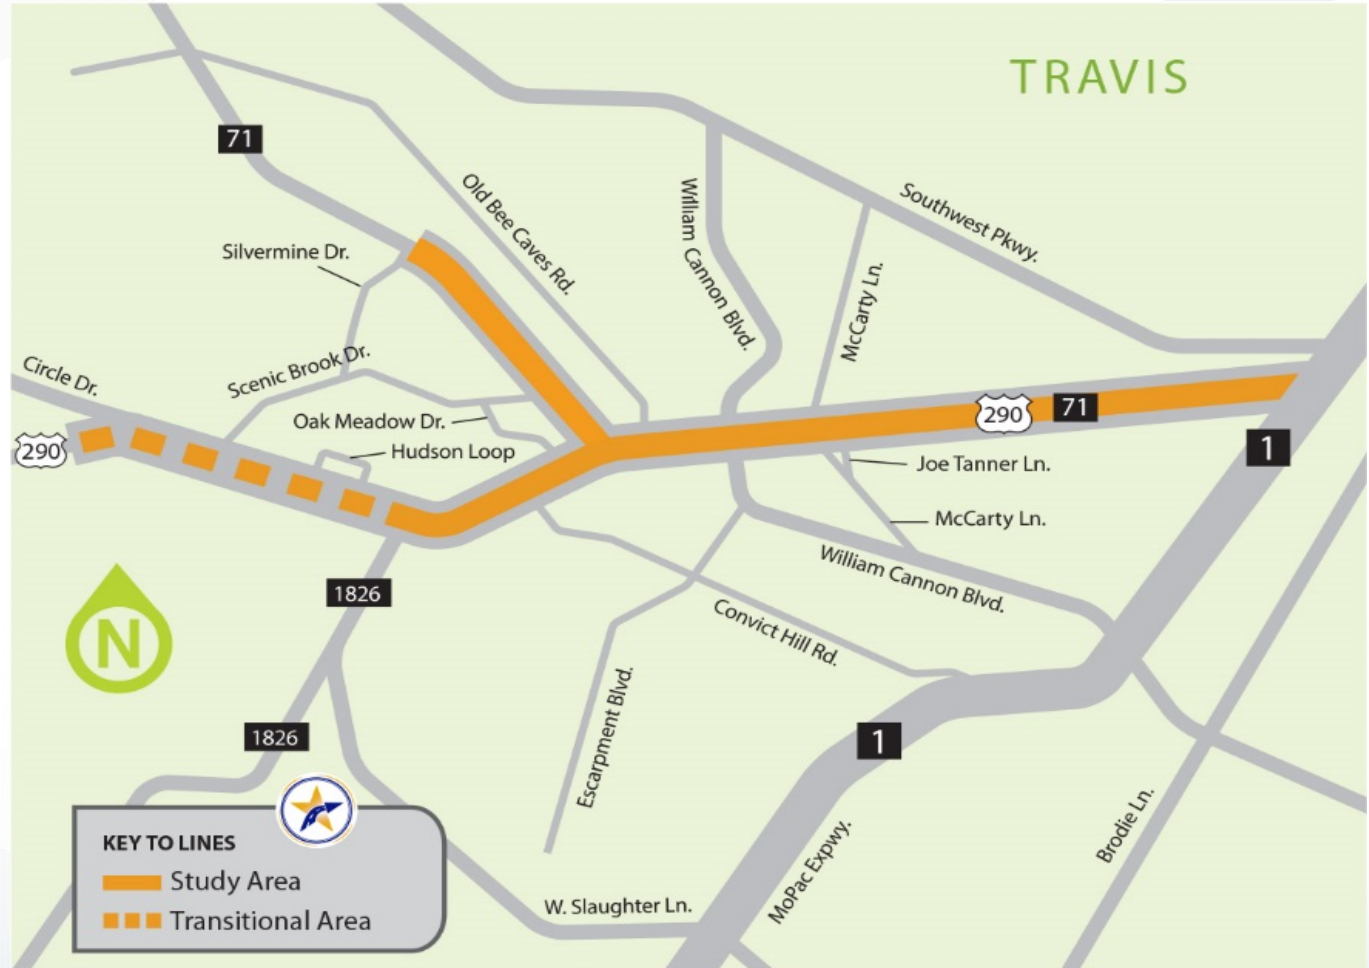 TRAVIS
71
Old Bee Caves Rd.
William Cannon Blvd.
Southwest Pkwy.
Silvermine Dr.
McCarty Ln.
Circle Dr.
Scenic Brook Dr.
Oak Meadow Dr.
290
71
290
Hudson Loop
1
Joe Tanner Ln.
McCarty Ln.
William Cannon Blvd.
1826
N
Convict Hill Rd.
Escarpment Blvd.
1826
1
Brodie Ln.
MoPac Expwy.
W. Slaughter Ln.
KEY TO LINES
Study Area
Transitional Area